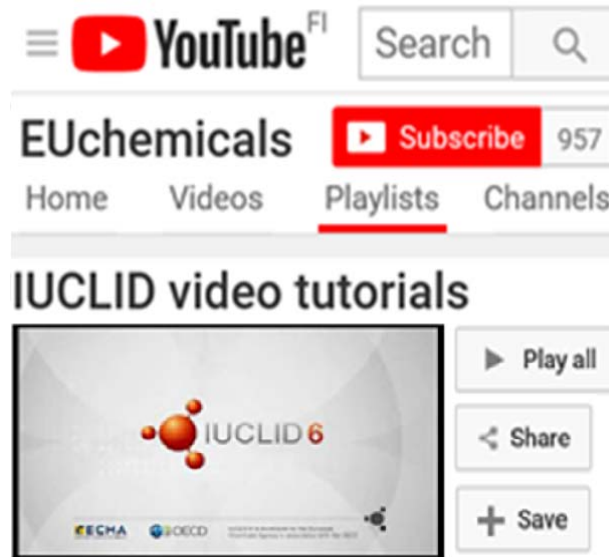 YouTube FI Search
EUchemicals Subscribe 957
Home Videos Playlists Channels
IUCLID video tutorials
Play all
IUCLID 6
Share
Save
ECHA OECD